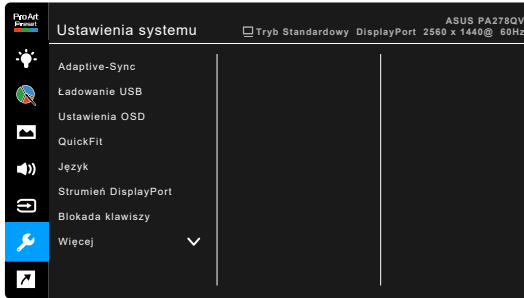 ProArt
Preset
Ustawienia systemu
ASUS PA278QV
Tryb Standardowy DisplayPort 2560 x 1440@ 60Hz
Adaptive-Sync
Ładowanie USB
Ustawienia OSD
QuickFit
Język
Strumień DisplayPort
Blokada klawiszy
Więcej